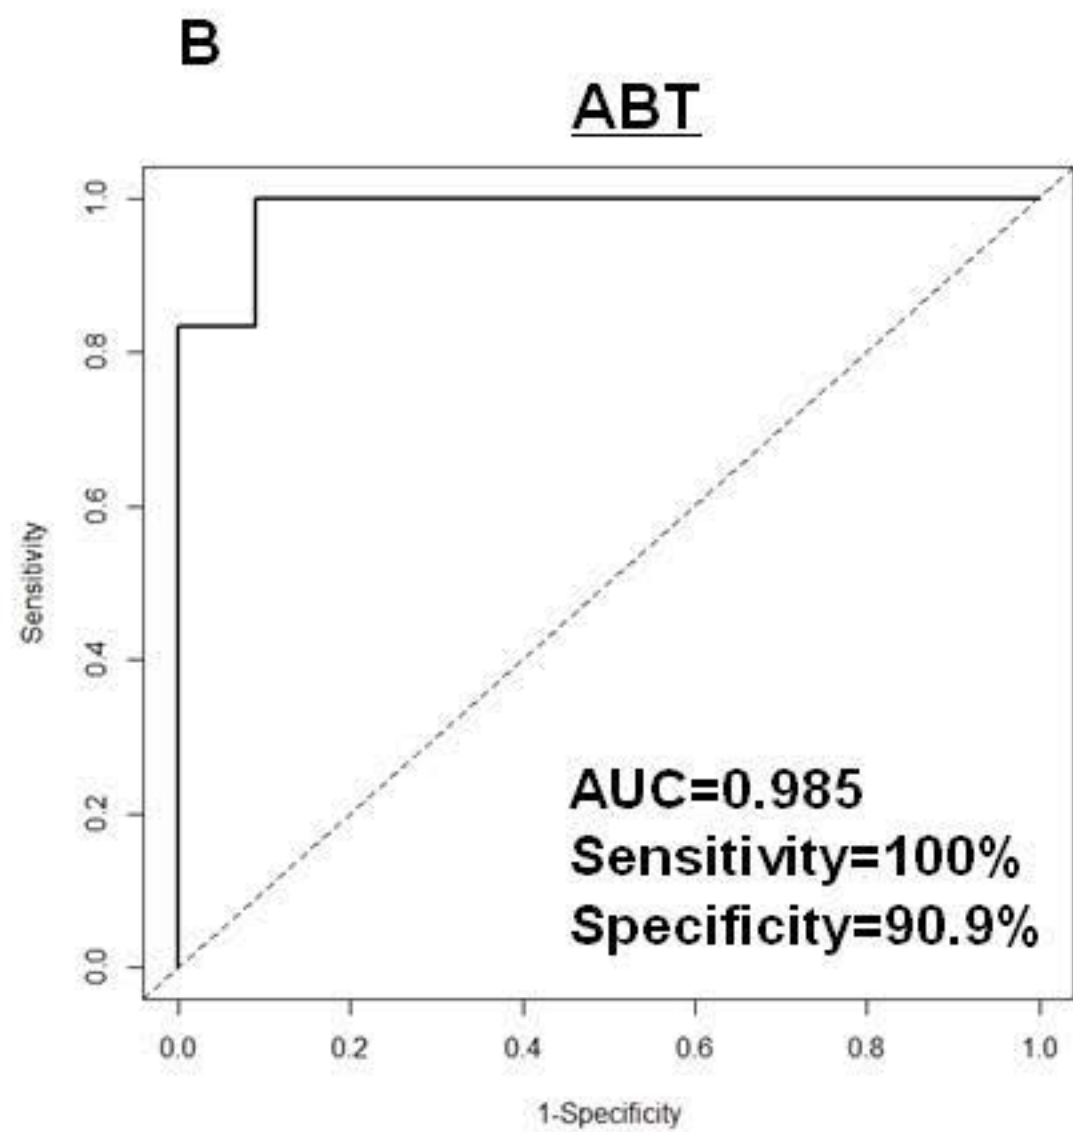 B
ABT
1.0
0.8
0.6
0.4
0.2
0.0
Sensitivity
AUC=0.985
Sensitivity=100%
Specificity=90.9%
0.0 0.2 0.4 0.6 0.8 1.0
1-Specificity